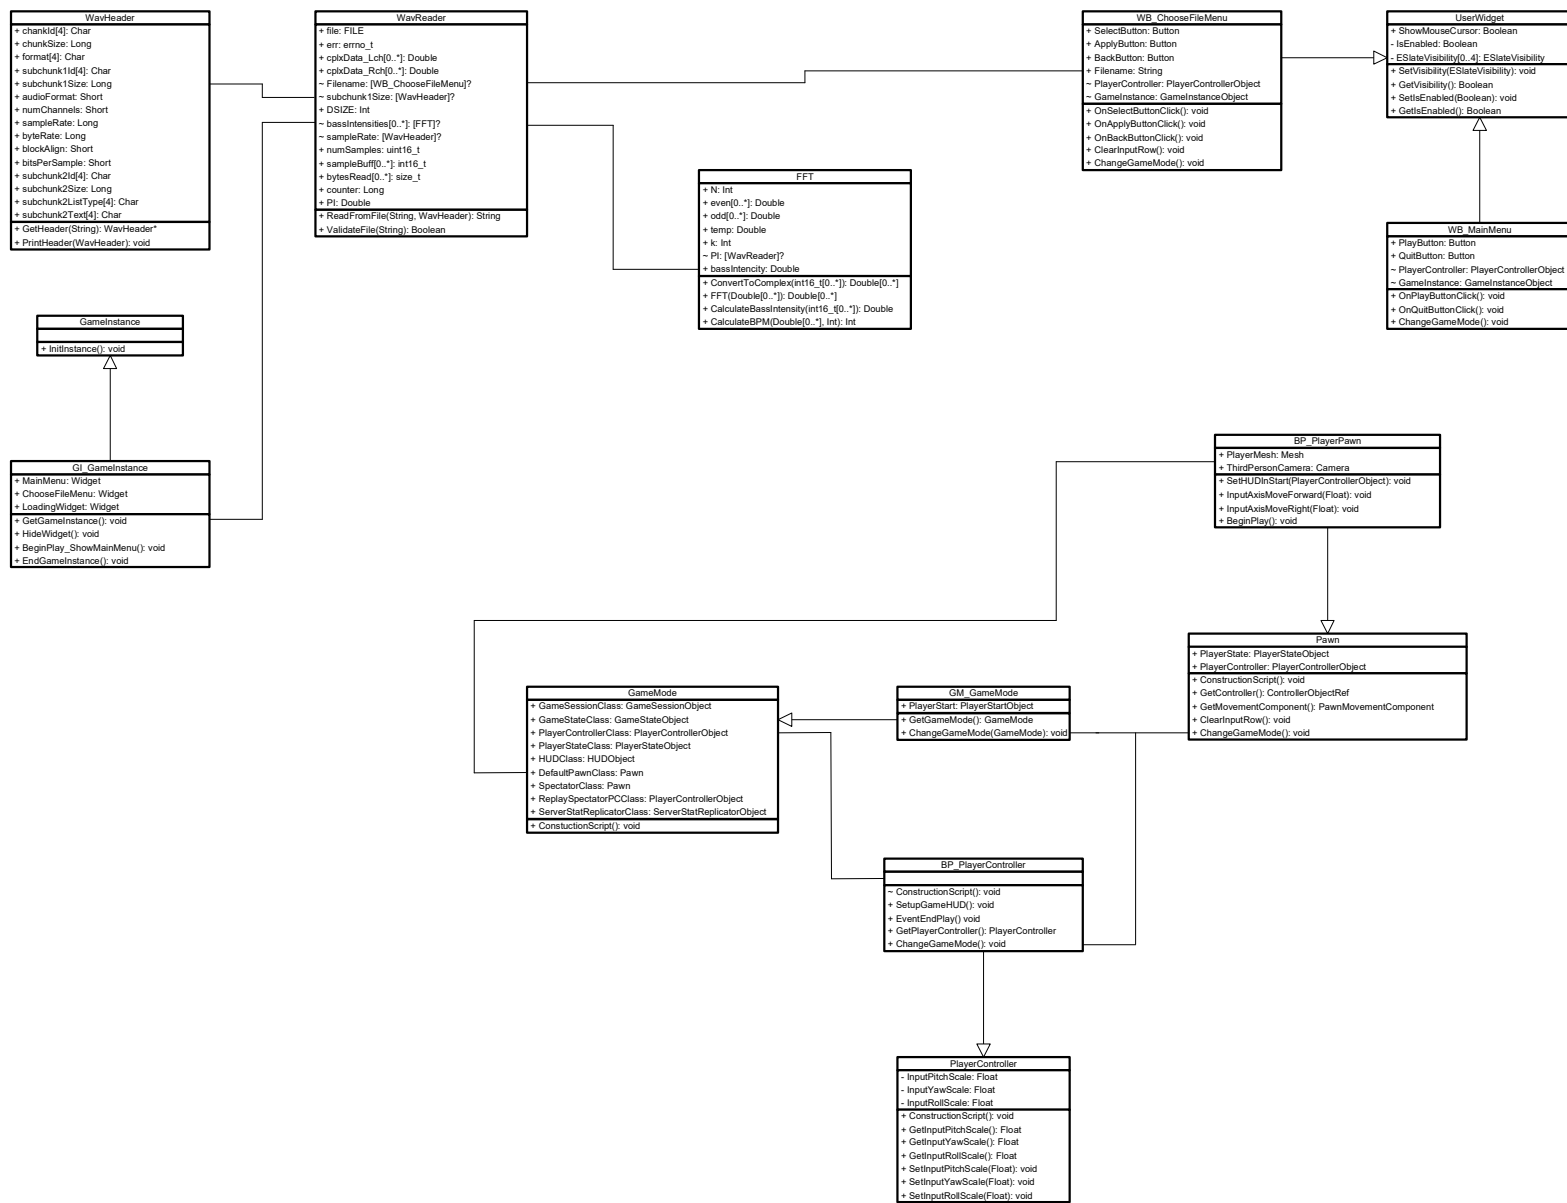 WavHeader
+ chankId[4]: Char
+ chunkSize: Long
+ format[4]: Char
+ subchunk1Id[4]: Char
+ subchunk1Size: Long
+ audioFormat: Short
+ numChannels: Short
+ sampleRate: Long
+ byteRate: Long
+ blockAlign: Short
+ bitsPerSample: Short
+ subchunk2Id[4]: Char
+ subchunk2Size: Long
+ subchunk2ListType[4]: Char
+ subchunk2Text[4]: Char
+ GetHeader(String): WavHeader*
+ PrintHeader(WavHeader): void
WavReader
+ file: FILE
+ err: errno_t
+ cplxData_Lch[0..*]: Double
+ cplxData_Rch[0..*]: Double
~ Filename: [WB_ChooseFileMenu]?
~ subchunk1Size: [WavHeader]?
+ DSIZE: Int
~ bassIntensities[0..*]: [FFT]?
~ sampleRate: [WavHeader]?
+ numSamples: uint16_t
+ sampleBuff[0..*]: int16_t
+ bytesRead[0..*]: size_t
+ counter: Long
+ PI: Double
+ ReadFromFile(String, WavHeader): String
+ ValidateFile(String): Boolean
WB_ChooseFileMenu
+ SelectButton: Button
+ ApplyButton: Button
+ BackButton: Button
+ Filename: String
~ PlayerController: PlayerControllerObject
~ GameInstance: GameInstanceObject
+ OnSelectButtonClick(): void
+ OnApplyButtonClick(): void
+ OnBackButtonClick(): void
+ ClearInputRow(): void
+ ChangeGameMode(): void
UserWidget
+ ShowMouseCursor: Boolean
- IsEnabled: Boolean
- ESlateVisibility[0..4]: ESlateVisibility
+ SetVisibility(ESlateVisibility): void
+ GetVisibility(): Boolean
+ SetIsEnabled(Boolean): void
+ GetIsEnabled(): Boolean
FFT
+ N: Int
+ even[0..*]: Double
+ odd[0..*]: Double
+ temp: Double
+ k: Int
~ PI: [WavReader]?
+ bassIntencity: Double
+ ConvertToComplex(int16_t[0..*]): Double[0..*]
+ FFT(Double[0..*]): Double[0..*]
+ CalculateBassIntensity(int16_t[0..*]): Double
+ CalculateBPM(Double[0..*], Int): Int
WB_MainMenu
+ PlayButton: Button
+ QuitButton: Button
~ PlayerController: PlayerControllerObject
~ GameInstance: GameInstanceObject
+ OnPlayButtonClick(): void
+ OnQuitButtonClick(): void
+ ChangeGameMode(): void
GameInstance
+ InitInstance(): void
GI_GameInstance
+ MainMenu: Widget
+ ChooseFileMenu: Widget
+ LoadingWidget: Widget
+ GetGameInstance(): void
+ HideWidget(): void
+ BeginPlay_ShowMainMenu(): void
+ EndGameInstance(): void
BP_PlayerPawn
+ PlayerMesh: Mesh
+ ThirdPersonCamera: Camera
+ SetHUDInStart(PlayerControllerObject): void
+ InputAxisMoveForward(Float): void
+ InputAxisMoveRight(Float): void
+ BeginPlay(): void
Pawn
+ PlayerState: PlayerStateObject
+ PlayerController: PlayerControllerObject
+ ConstructionScript(): void
+ GetController(): ControllerObjectRef
+ GetMovementComponent(): PawnMovementComponent
+ ClearInputRow(): void
+ ChangeGameMode(): void
GameMode
+ GameSessionClass: GameSessionObject
+ GameStateClass: GameStateObject
+ PlayerControllerClass: PlayerControllerObject
+ PlayerStateClass: PlayerStateObject
+ HUDClass: HUDObject
+ DefaultPawnClass: Pawn
+ SpectatorClass: Pawn
+ ReplaySpectatorPCClass: PlayerControllerObject
+ ServerStatReplicatorClass: ServerStatReplicatorObject
+ ConstuctionScript(): void
GM_GameMode
+ PlayerStart: PlayerStartObject
+ GetGameMode(): GameMode
+ ChangeGameMode(GameMode): void
BP_PlayerController
~ ConstructionScript(): void
+ SetupGameHUD(): void
+ EventEndPlay() void
+ GetPlayerController(): PlayerController
+ ChangeGameMode(): void
PlayerController
- InputPitchScale: Float
- InputYawScale: Float
- InputRollScale: Float
+ ConstructionScript(): void
+ GetInputPitchScale(): Float
+ GetInputYawScale(): Float
+ GetInputRollScale(): Float
+ SetInputPitchScale(Float): void
+ SetInputYawScale(Float): void
+ SetInputRollScale(Float): void